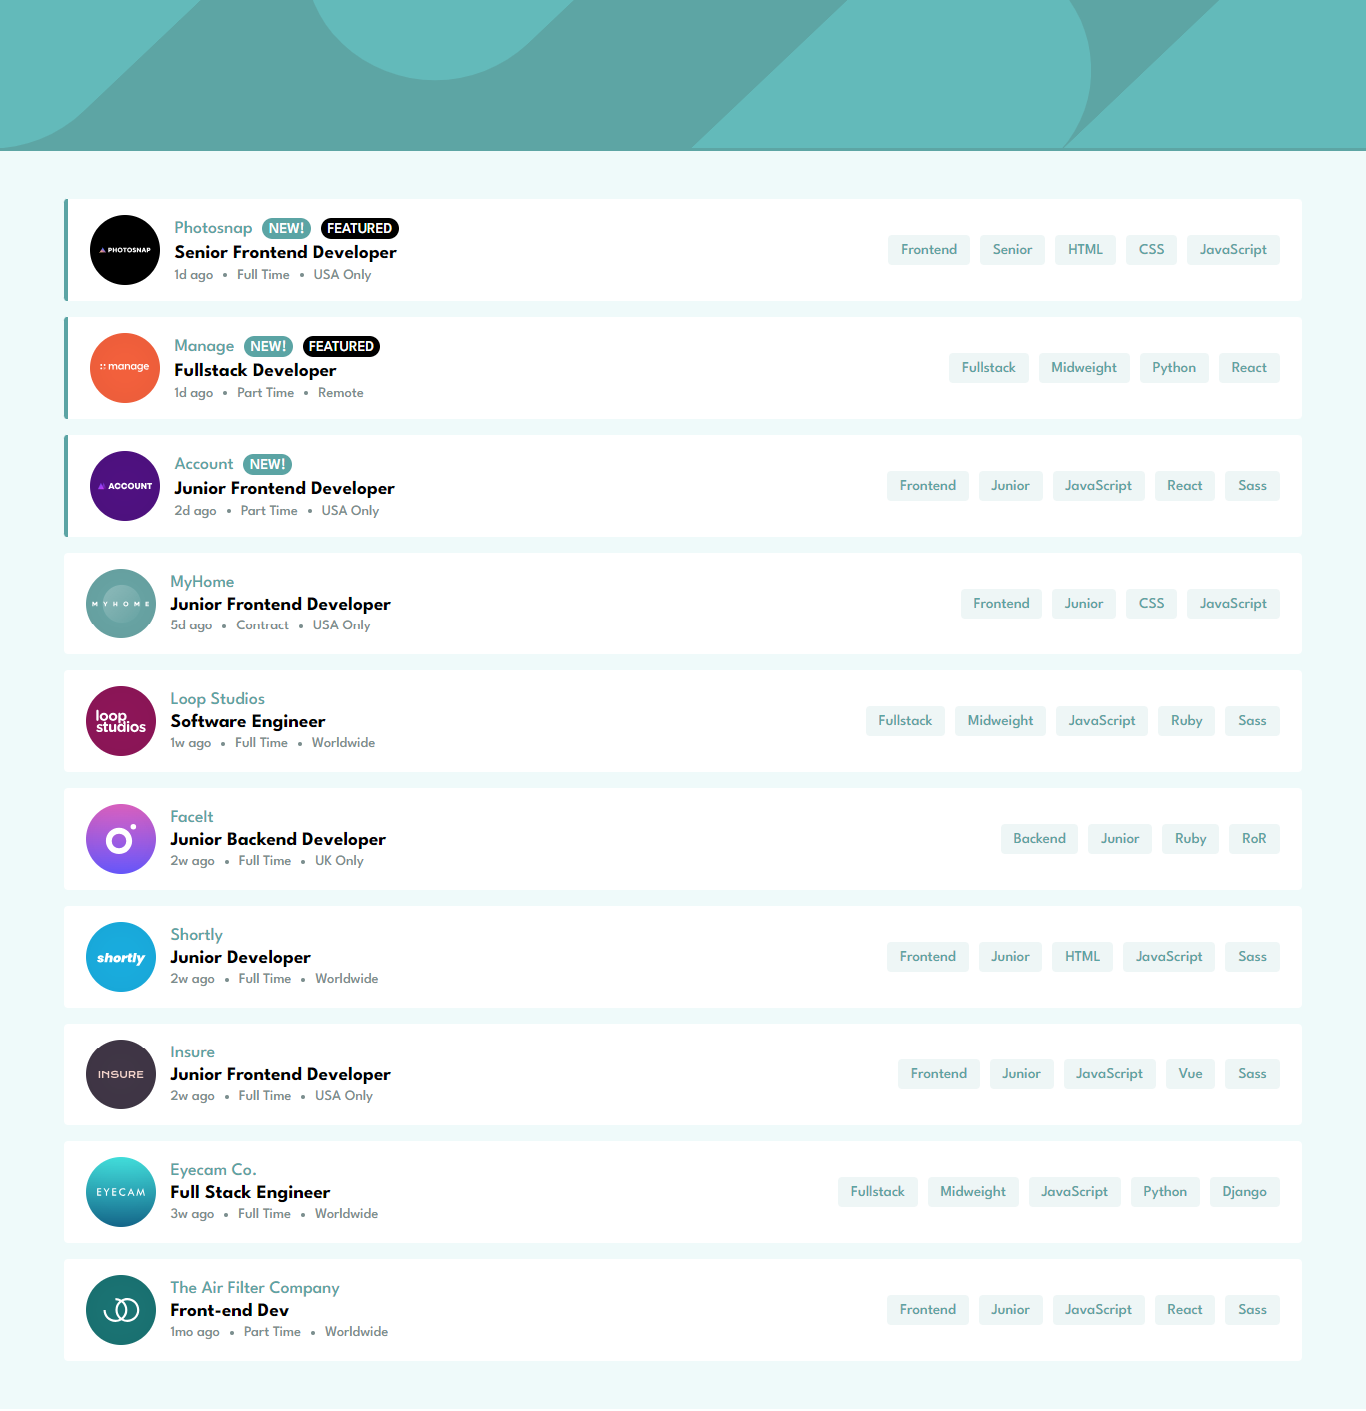 PHOTOSNAP
Photosnap NEW! FEATURED
Senior Frontend Developer
1d ago • Full Time • USA Only
Frontend Senior HTML CSS JavaScript
manage
Manage NEW! FEATURED
Fullstack Developer
1d ago • Part Time • Remote
Fullstack Midweight Python React
ACCOUNT
Account NEW!
Junior Frontend Developer
2d ago • Part Time • USA Only
Frontend Junior JavaScript React Sass
MYHOME
MyHome
Junior Frontend Developer
5d ago • Contract • USA Only
Frontend Junior CSS JavaScript
loop
studios
Loop Studios
Software Engineer
1w ago • Full Time • Worldwide
Fullstack Midweight JavaScript Ruby Sass
FaceIt
Junior Backend Developer
2w ago • Full Time • UK Only
Backend Junior Ruby RoR
shortly
Shortly
Junior Developer
2w ago • Full Time • Worldwide
Frontend Junior HTML JavaScript Sass
INSURE
Insure
Junior Frontend Developer
2w ago • Full Time • USA Only
Frontend Junior JavaScript Vue Sass
EYECAM
Eyecam Co.
Full Stack Engineer
3w ago • Full Time • Worldwide
Fullstack Midweight JavaScript Python Django
The Air Filter Company
Front-end Dev
1mo ago • Part Time • Worldwide
Frontend Junior JavaScript React Sass